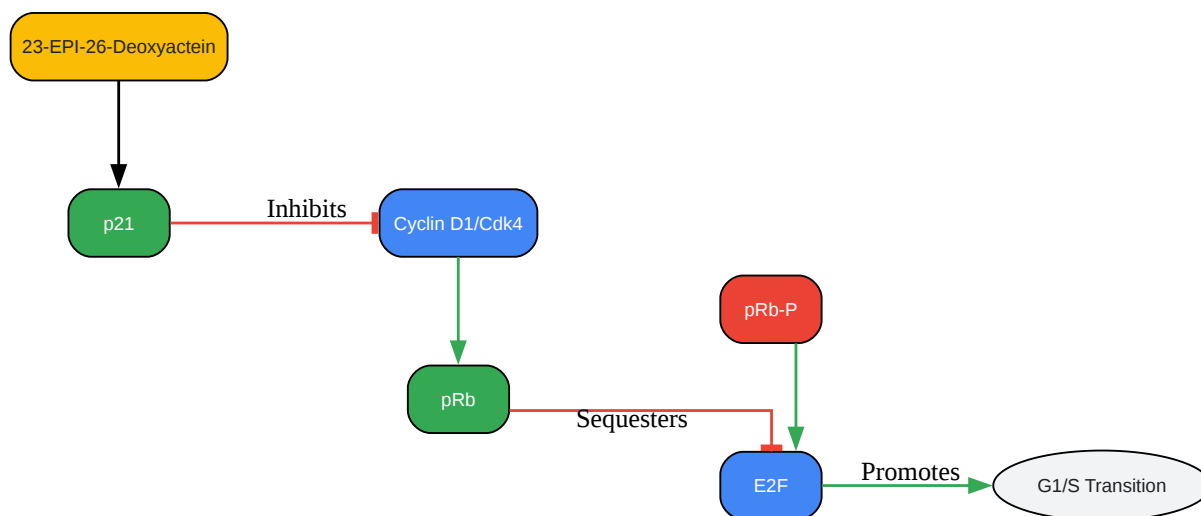 23-EPI-26-Deoxyactein
p21
Inhibits
Cyclin D1/Cdk4
pRb-P
pRb
Sequesters
E2F
Promotes
G1/S Transition